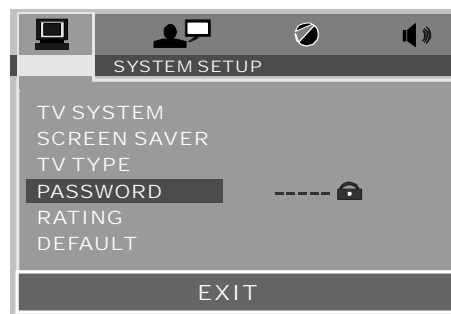 SYSTEM SETUP
TV SYSTEM
SCREEN SAVER
TV TYPE
PASSWORD -----
RATING
DEFAULT
EXIT